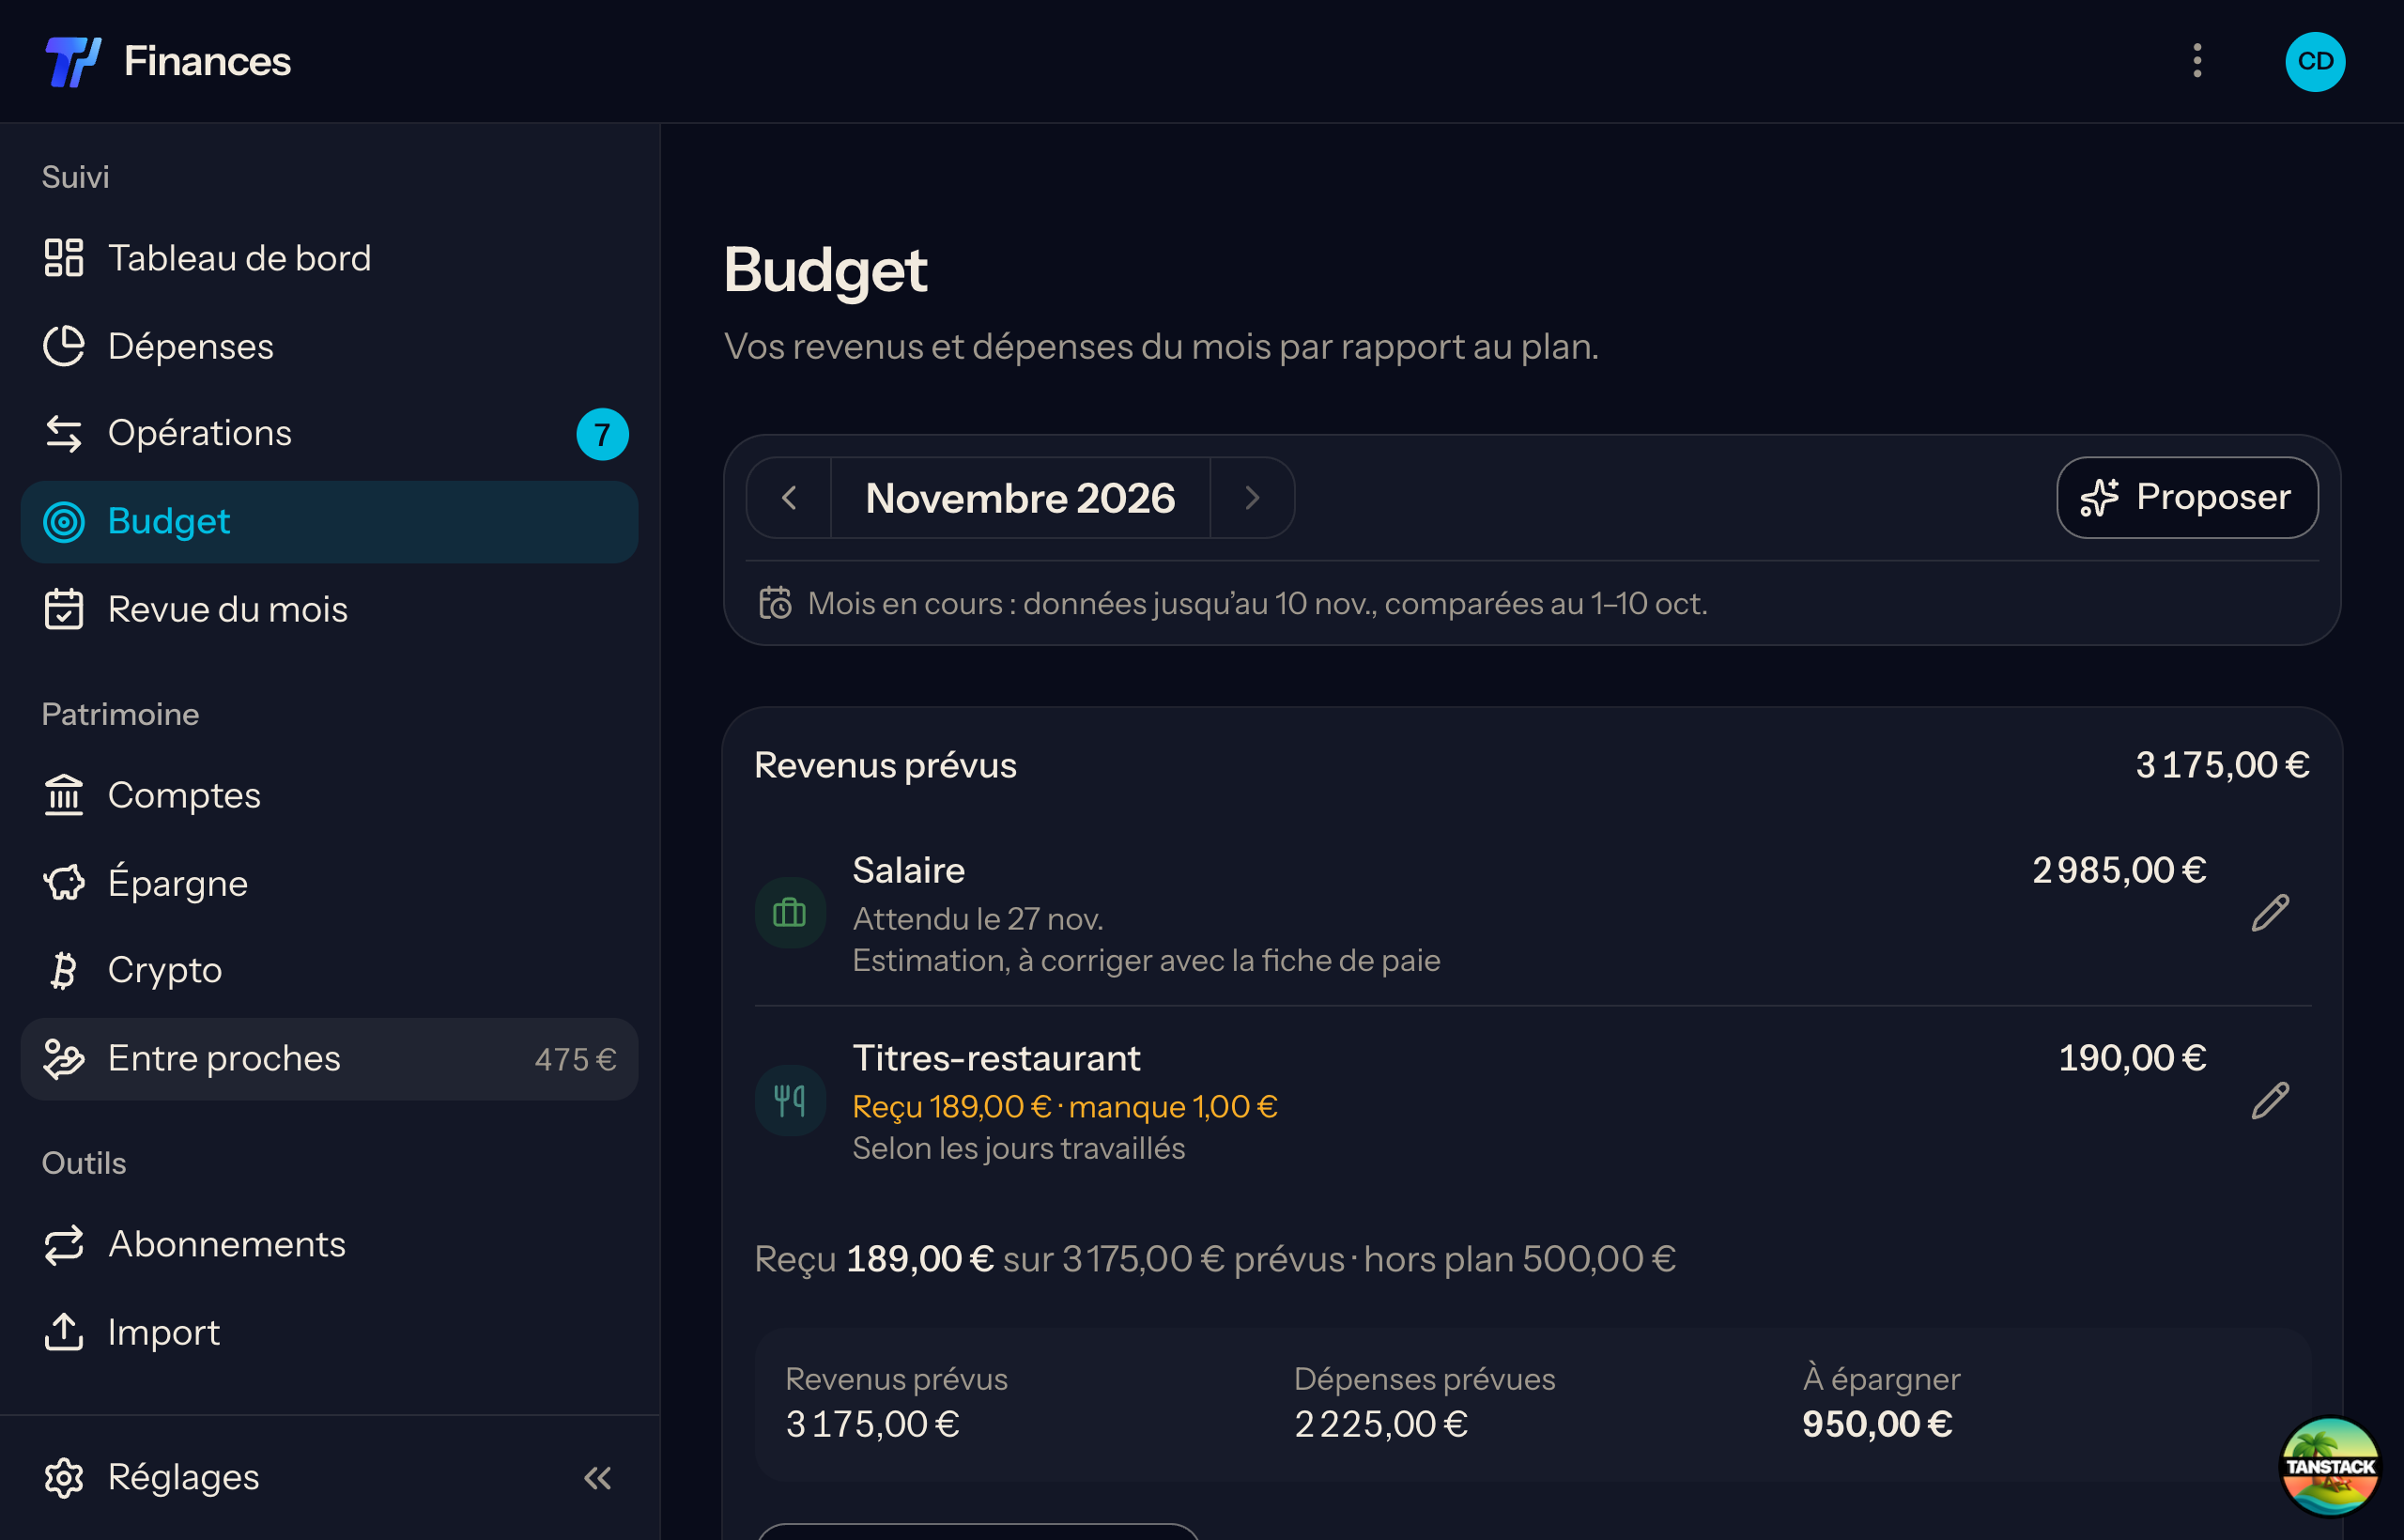 Finances
CD
Suivi
Tableau de bord
Dépenses
Opérations
7
Budget
Revue du mois
Patrimoine
Comptes
Épargne
Crypto
Entre proches
475 €
Outils
Abonnements
Import
Réglages
Budget
Vos revenus et dépenses du mois par rapport au plan.
Novembre 2026
Proposer
Mois en cours : données jusqu’au 10 nov., comparées au 1–10 oct.
Revenus prévus
3 175,00 €
Salaire
2 985,00 €
Attendu le 27 nov.
Estimation, à corriger avec la fiche de paie
Titres-restaurant
190,00 €
Reçu 189,00 € · manque 1,00 €
Selon les jours travaillés
Reçu 189,00 € sur 3 175,00 € prévus · hors plan 500,00 €
Revenus prévus
3 175,00 €
Dépenses prévues
2 225,00 €
À épargner
950,00 €
TANSTACK